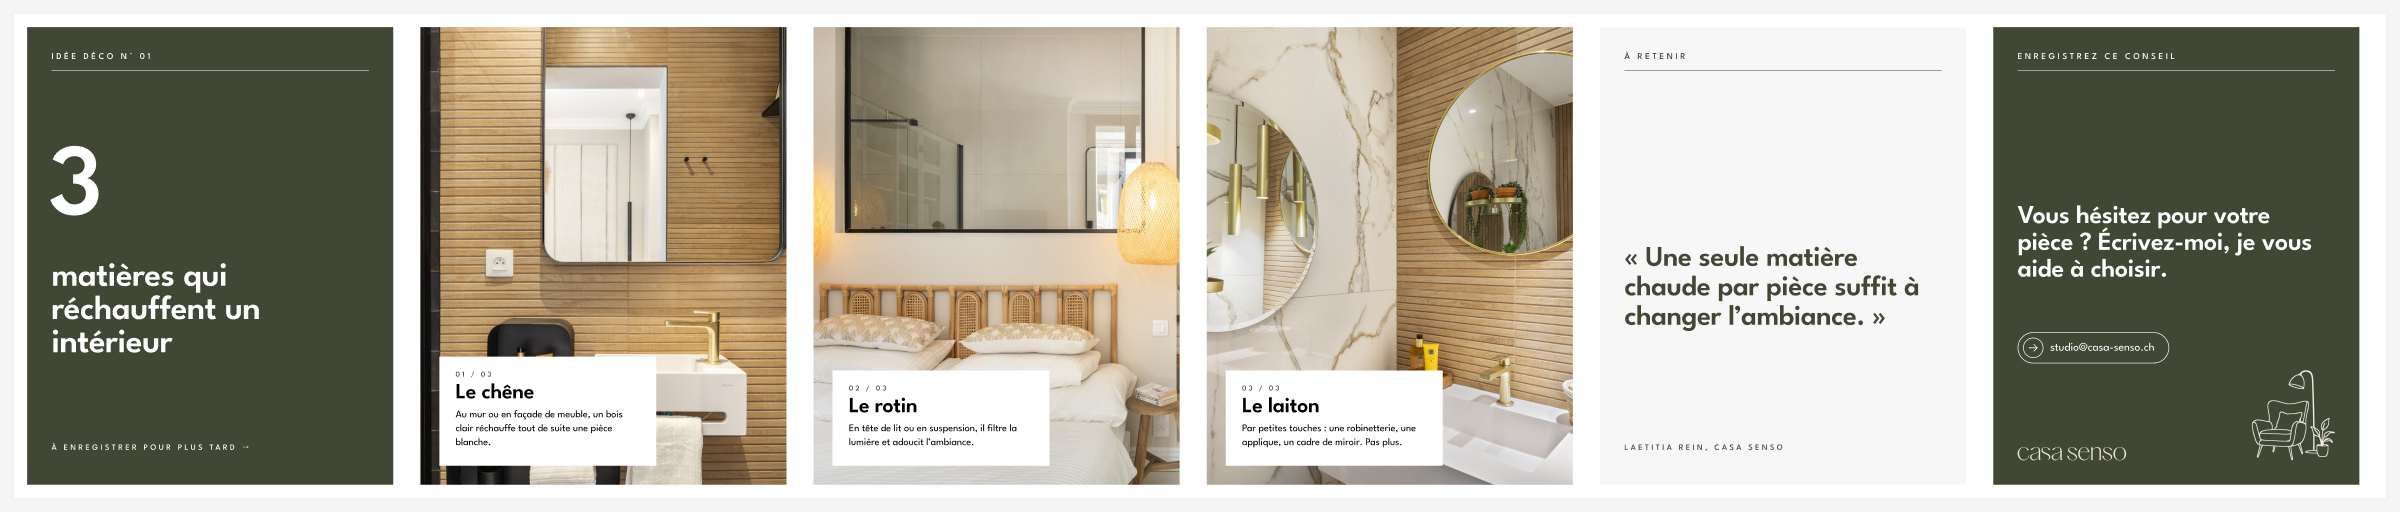 IDÉE DÉCO N° 01
3
matières qui
réchauffent un
intérieur
À ENREGISTRER POUR PLUS TARD →
01 / 03
Le chêne
Au mur ou en façade de meuble, un bois
clair réchauffe tout de suite une pièce
blanche.
02 / 03
Le rotin
En tête de lit ou en suspension, il filtre la
lumière et adoucit l’ambiance.
03 / 03
Le laiton
Par petites touches : une robinetterie, une
applique, un cadre de miroir. Pas plus.
À RETENIR
« Une seule matière
chaude par pièce suffit à
changer l’ambiance. »
LAETITIA REIN, CASA SENSO
ENREGISTREZ CE CONSEIL
Vous hésitez pour votre
pièce ? Écrivez-moi, je vous
aide à choisir.
studio@casa-senso.ch
casa senso